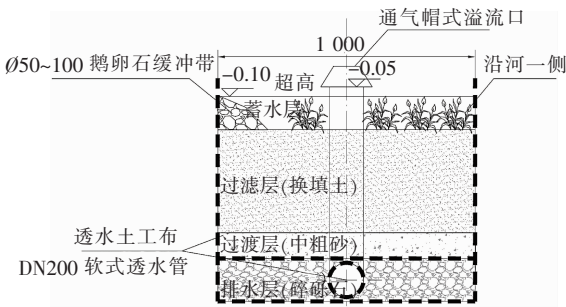 通气帽式溢流口
1 000
Ø50~100 鹅卵石缓冲带
-0.10 超高
-0.05
沿河一侧
蓄水层
过滤层(换填土)
透水土工布
过渡层(中粗砂)
DN200 软式透水管
排水层(碎砾石)